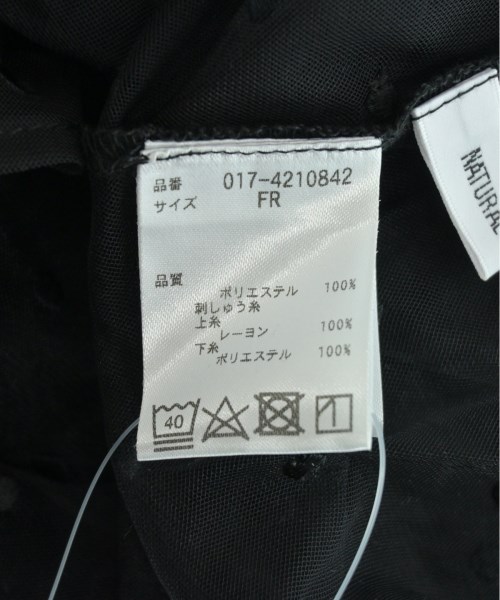 品番 017-4210842
サイズ FR
品質
ポリエステル 100%
刺しゅう糸
上糸
レーヨン 100%
下糸
ポリエステル 100%
40
NATURAL